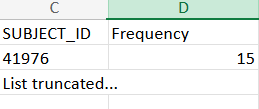 C D
SUBJECT_ID Frequency
41976 15
List truncated...